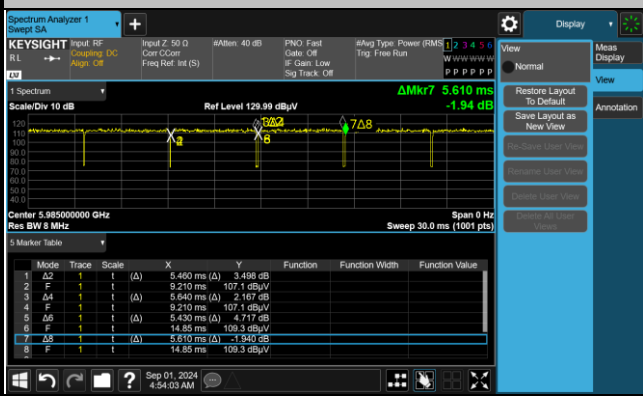 Spectrum Analyzer 1
Swept SA
Display
KEYSIGHT
Input: RF
Coupling: DC
Align: Off
Input Z: 50 Ω
Corr CCorr
Freq Ref: Int (S)
#Atten: 40 dB
PNO: Fast
Gate: Off
IF Gain: Low
Sig Track: Off
#Avg Type: Power (RMS
Trig: Free Run
1 2 3 4 5 6
W W W W W W
P P P P P P
R L
LXI
View
Normal
Meas
Display
View
Annotation
Restore Layout
To Default
Save Layout as
New View
Re-Save User View
Rename User View
Delete User View
Delete All User
Views
1 Spectrum
ΔMkr7 5.610 ms
-1.94 dB
Scale/Div 10 dB
Ref Level 129.99 dBµV
120
110
100
90.0
80.0
70.0
60.0
50.0
40.0
6
7Δ8
Center 5.985000000 GHz
Res BW 8 MHz
Span 0 Hz
Sweep 30.0 ms (1001 pts)
5 Marker Table
Mode Trace Scale X Y Function Function Width Function Value
1 Δ2 1 t (Δ) 5.460 ms (Δ) 3.498 dB
2 F 1 t 9.210 ms 107.1 dBµV
3 Δ4 1 t (Δ) 5.640 ms (Δ) 2.167 dB
4 F 1 t 9.210 ms 107.1 dBµV
5 Δ6 1 t (Δ) 5.430 ms (Δ) 4.717 dB
6 F 1 t 14.85 ms 109.3 dBµV
7 Δ8 1 t (Δ) 5.610 ms (Δ) -1.940 dB
8 F 1 t 14.85 ms 109.3 dBµV
?
Sep 01, 2024
4:54:03 AM